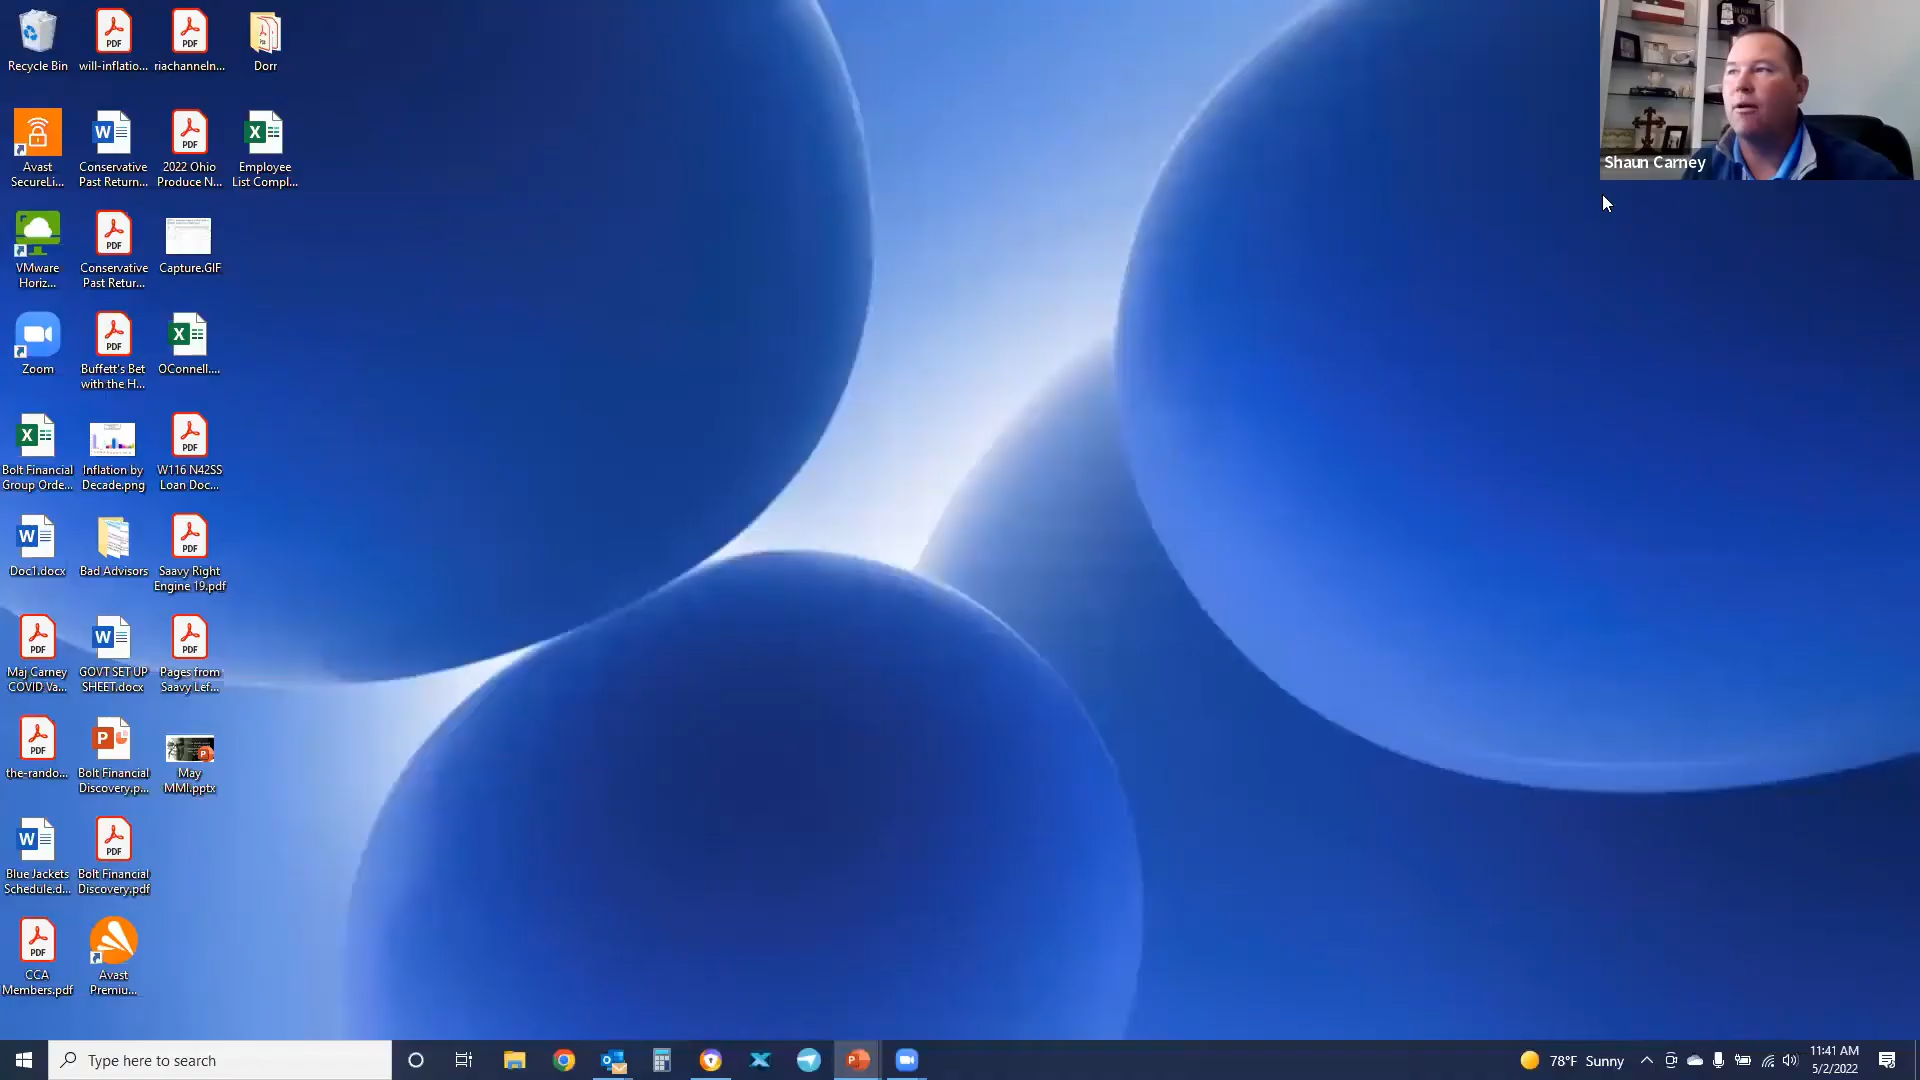 Recycle Bin
will-inflatio...
riachanneln...
Dorr
Avast
SecureLi...
Conservative
Past Return...
2022 Ohio
Produce N...
Employee
List Compl...
VMware
Horiz...
Conservative
Past Retur...
Capture.GIF
Zoom
Buffett's Bet
with the H...
OConnell....
Bolt Financial
Group Orde...
Inflation by
Decade.png
W116 N42SS
Loan Doc...
Doc1.docx
Bad Advisors
Saavy Right
Engine 19.pdf
Maj Carney
COVID Va...
GOVT SET UP
SHEET.docx
Pages from
Saavy Lef...
the-rando...
Bolt Financial
Discovery.p...
May
MMI.pptx
Blue Jackets
Schedule.d...
Bolt Financial
Discovery.pdf
CCA
Members.pdf
Avast
Premiu...
Shaun Carney
Type here to search
78°F Sunny
11:41 AM
5/2/2022